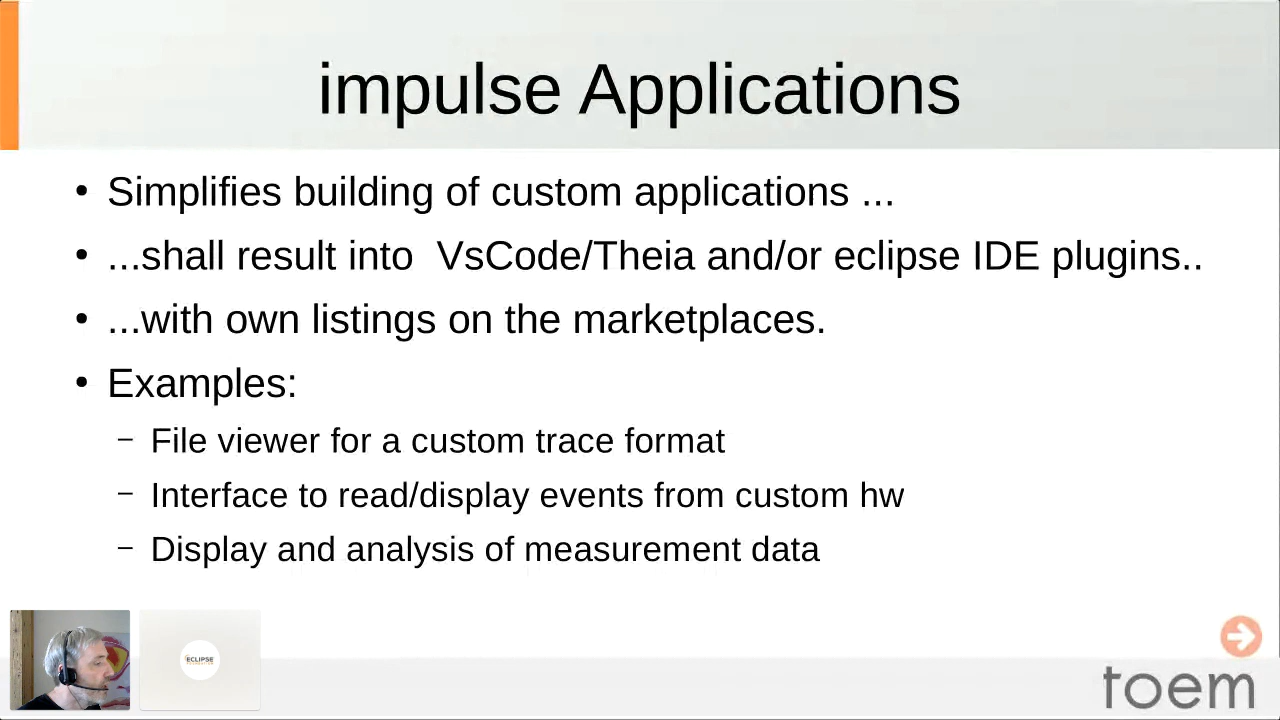 impulse Applications
• Simplifies building of custom applications ...
• ...shall result into  VsCode/Theia and/or eclipse IDE plugins..
• ...with own listings on the marketplaces.
• Examples:
– File viewer for a custom trace format
– Interface to read/display events from custom hw
– Display and analysis of measurement data
ECLIPSE
FOUNDATION
toem